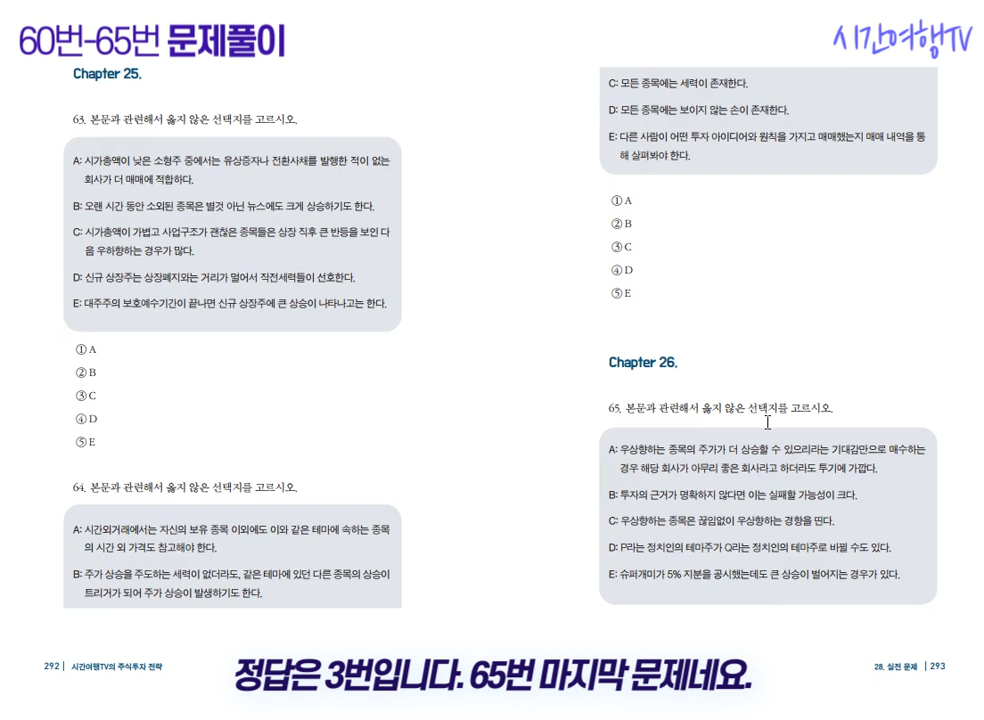 60번-65번 문제풀이
시간여행TV
Chapter 25.
63. 본문과 관련해서 옳지 않은 선택지를 고르시오.
A: 시가총액이 낮은 소형주 중에서는 유상증자나 전환사채를 발행한 적이 없는
회사가 더 매매에 적합하다.
B: 오랜 시간 동안 소외된 종목은 별것 아닌 뉴스에도 크게 상승하기도 한다.
C: 시가총액이 가볍고 사업구조가 괜찮은 종목들은 상장 직후 큰 반등을 보인 다
음 우하향하는 경우가 많다.
D: 신규 상장주는 상장폐지와는 거리가 멀어서 작전세력들이 선호한다.
E: 대주주의 보호예수기간이 끝나면 신규 상장주에 큰 상승이 나타나고는 한다.
① A
② B
③ C
④ D
⑤ E
64. 본문과 관련해서 옳지 않은 선택지를 고르시오.
A: 시간외거래에서는 자신의 보유 종목 이외에도 이와 같은 테마에 속하는 종목
의 시간 외 가격도 참고해야 한다.
B: 주가 상승을 주도하는 세력이 없더라도, 같은 테마에 있던 다른 종목의 상승이
트리거가 되어 주가 상승이 발생하기도 한다.
C: 모든 종목에는 세력이 존재한다.
D: 모든 종목에는 보이지 않는 손이 존재한다.
E: 다른 사람이 어떤 투자 아이디어와 원칙을 가지고 매매했는지 매매 내역을 통
해 살펴봐야 한다.
① A
② B
③ C
④ D
⑤ E
Chapter 26.
65. 본문과 관련해서 옳지 않은 선택지를 고르시오.
A: 우상향하는 종목의 주가가 더 상승할 수 있으리라는 기대감만으로 매수하는
경우 해당 회사가 아무리 좋은 회사라고 하더라도 투기에 가깝다.
B: 투자의 근거가 명확하지 않다면 이는 실패할 가능성이 크다.
C: 우상향하는 종목은 끊임없이 우상향하는 경향을 띤다.
D: P라는 정치인의 테마주가 Q라는 정치인의 테마주로 바뀔 수도 있다.
E: 슈퍼개미가 5% 지분을 공시했는데도 큰 상승이 벌어지는 경우가 있다.
292 | 시간여행TV의 주식투자 전략
28. 실전 문제 | 293
정답은 3번입니다. 65번 마지막 문제네요.